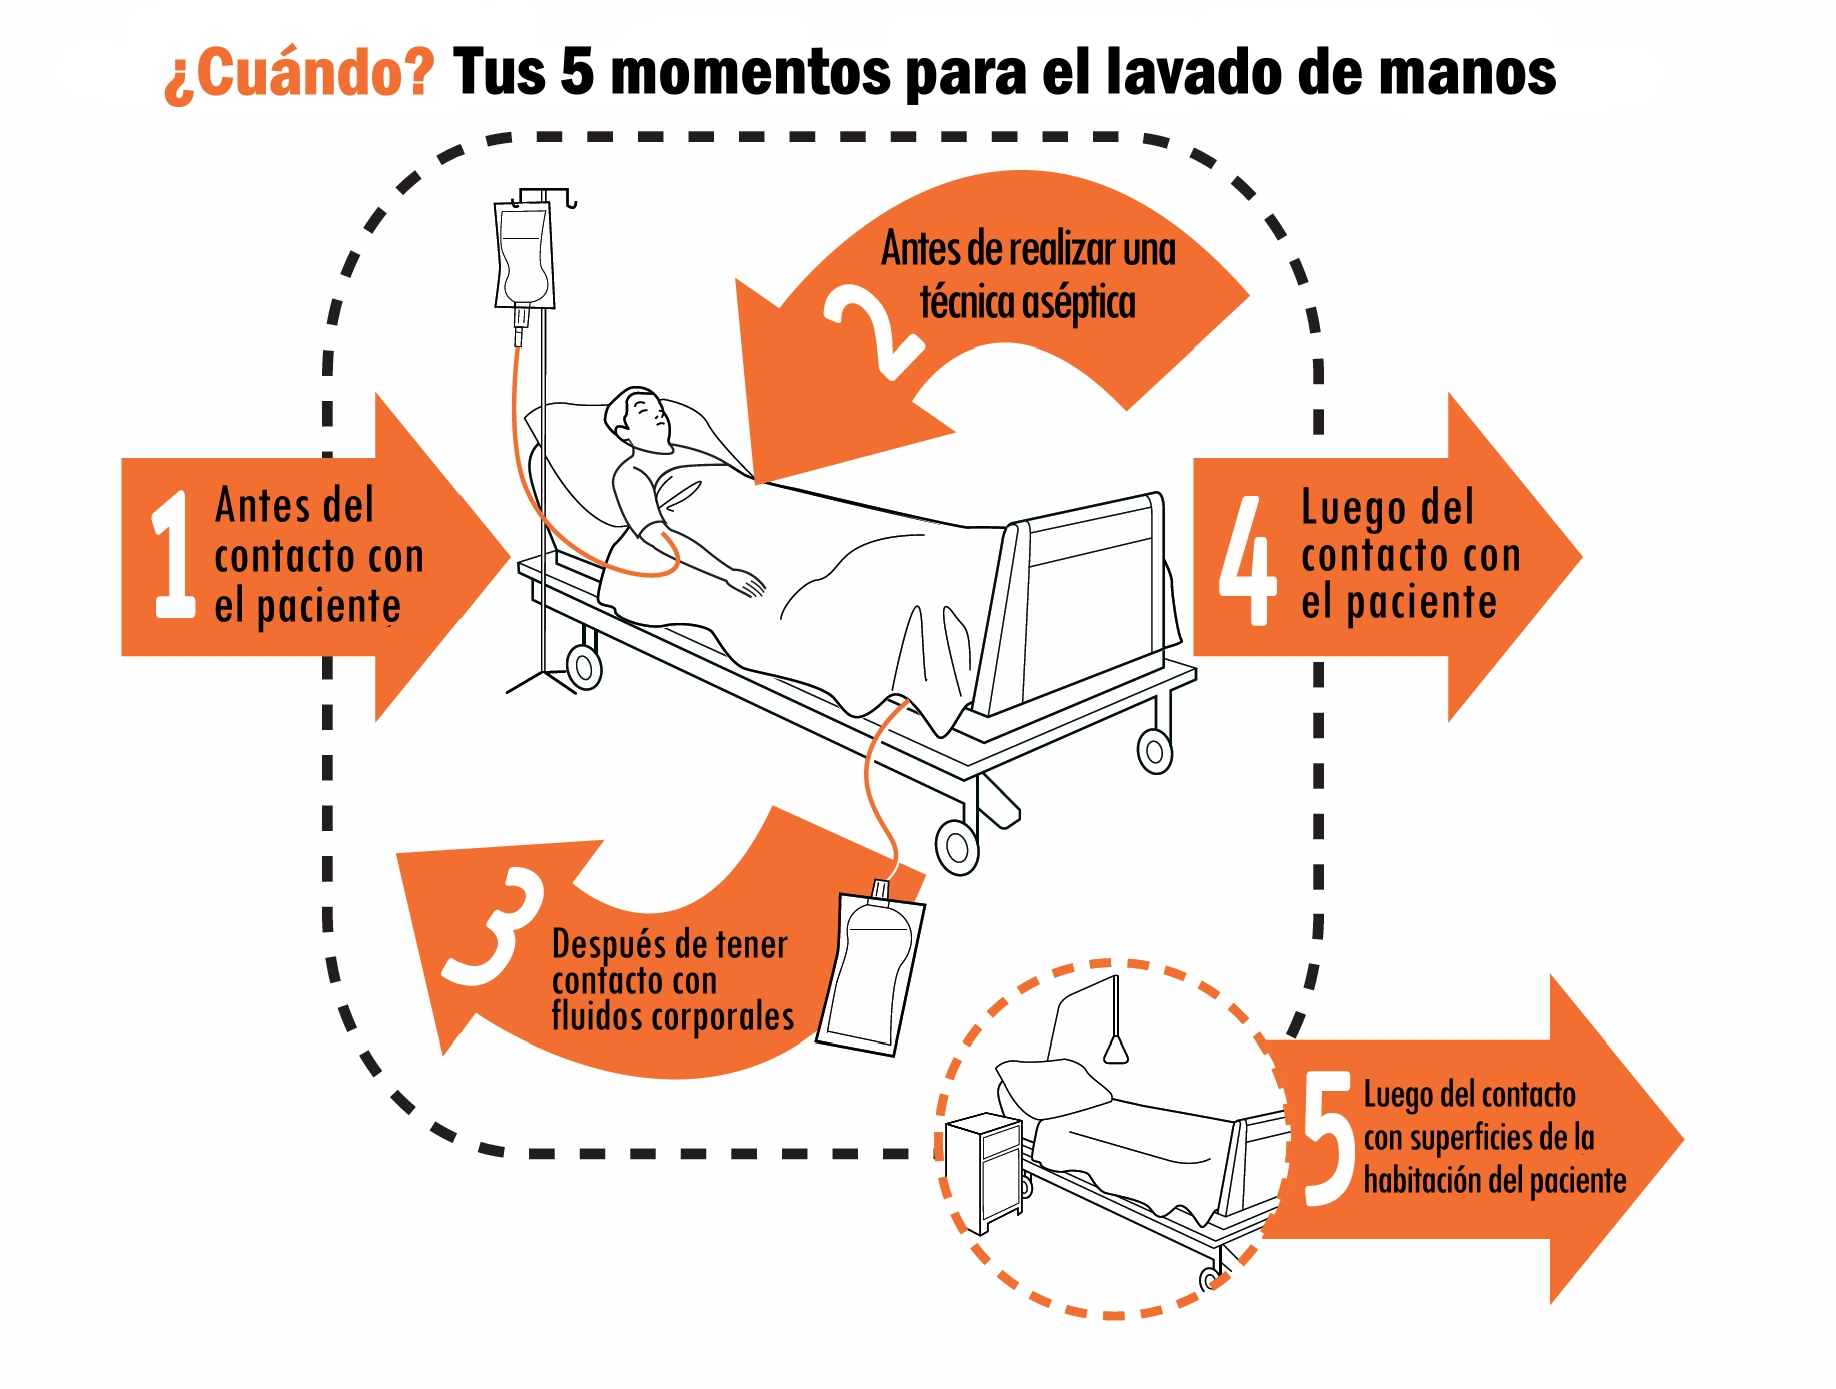 ¿Cuándo? Tus 5 momentos para el lavado de manos
1
Antes del
contacto con
el paciente
2
Antes de realizar una
técnica aséptica
3
Después de tener
contacto con
fluidos corporales
4
Luego del
contacto con
el paciente
5
Luego del contacto
con superficies de la
habitación del paciente